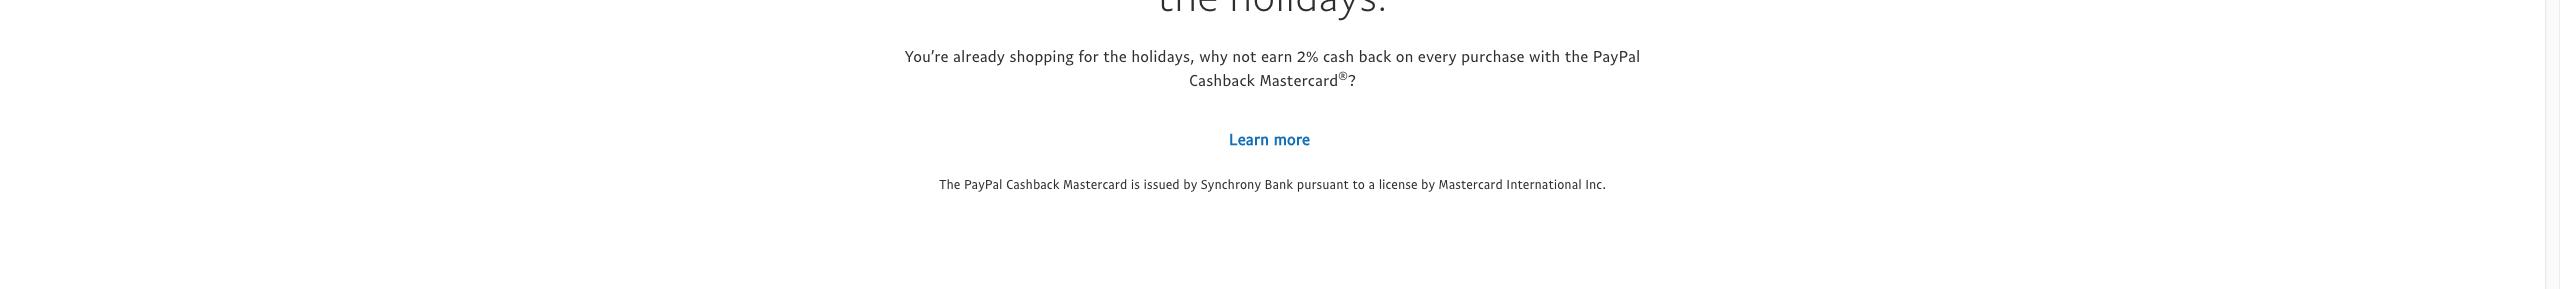 the holidays.
You’re already shopping for the holidays, why not earn 2% cash back on every purchase with the PayPal
Cashback Mastercard®?
Learn more
The PayPal Cashback Mastercard is issued by Synchrony Bank pursuant to a license by Mastercard International Inc.